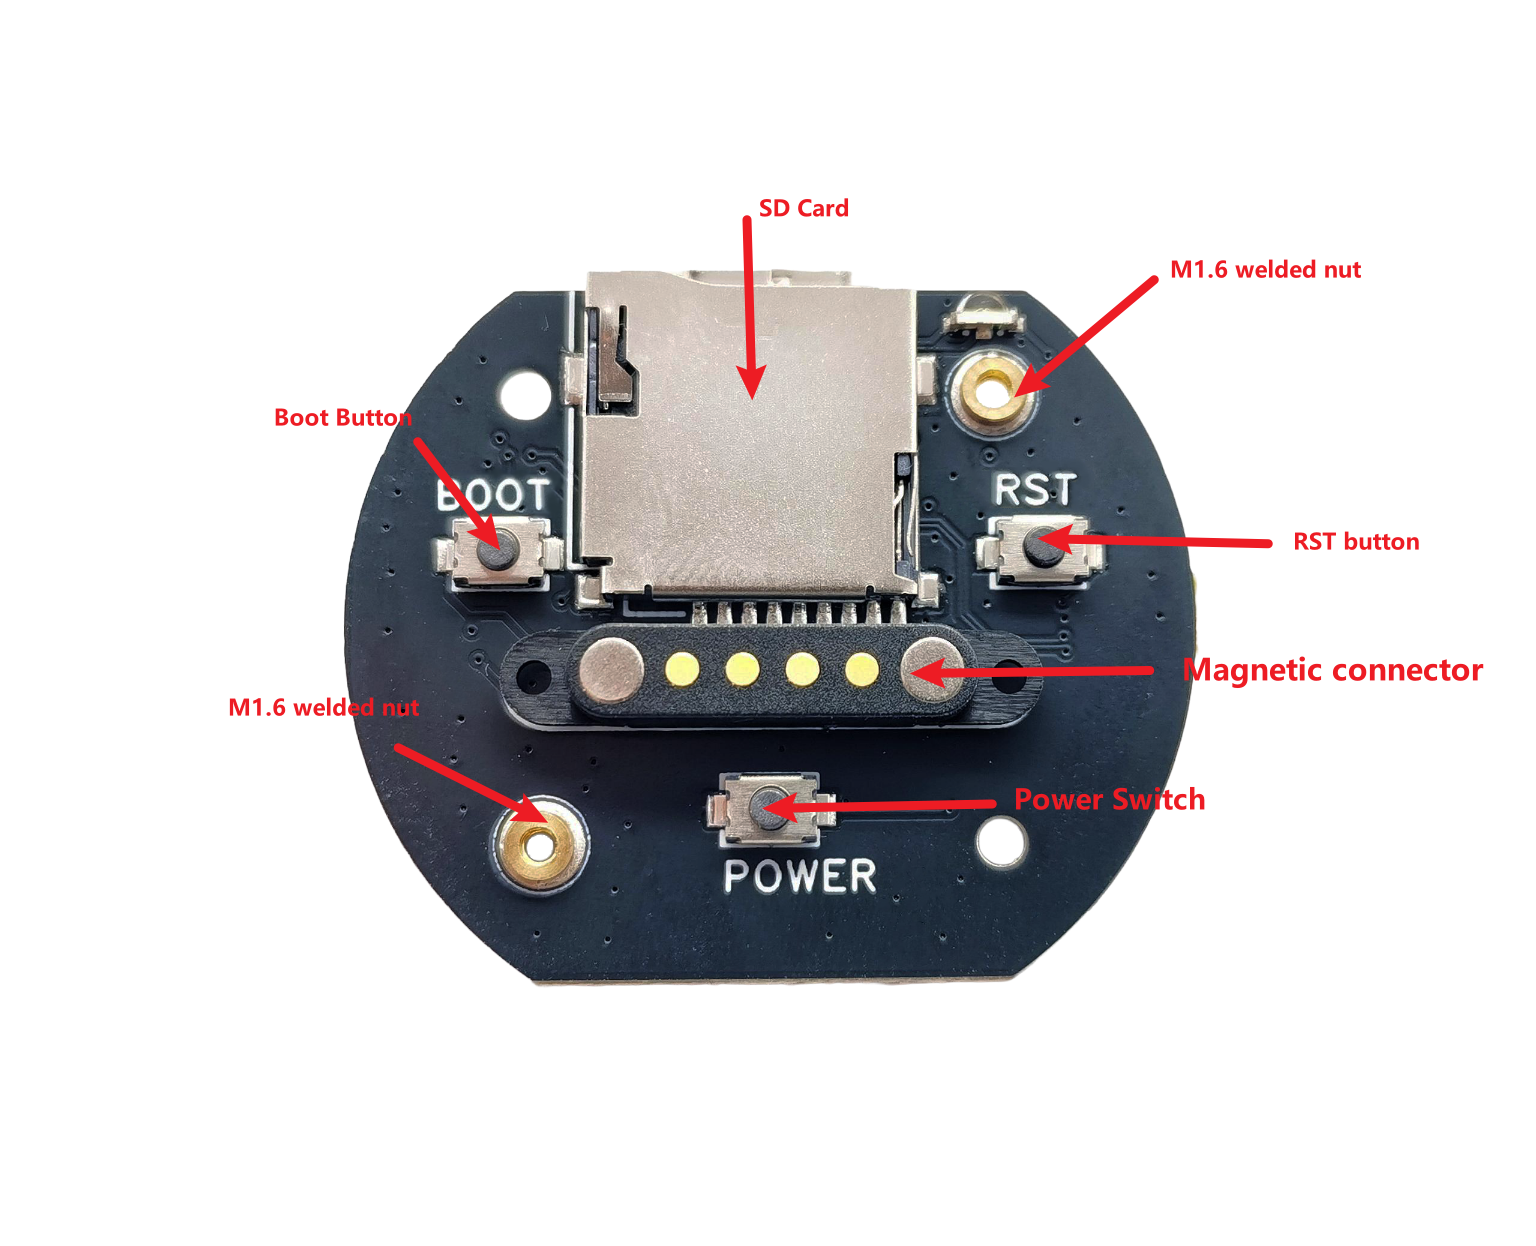 SD Card
M1.6 welded nut
Boot Button
BOOT
RST
RST button
Magnetic connector
M1.6 welded nut
Power Switch
POWER